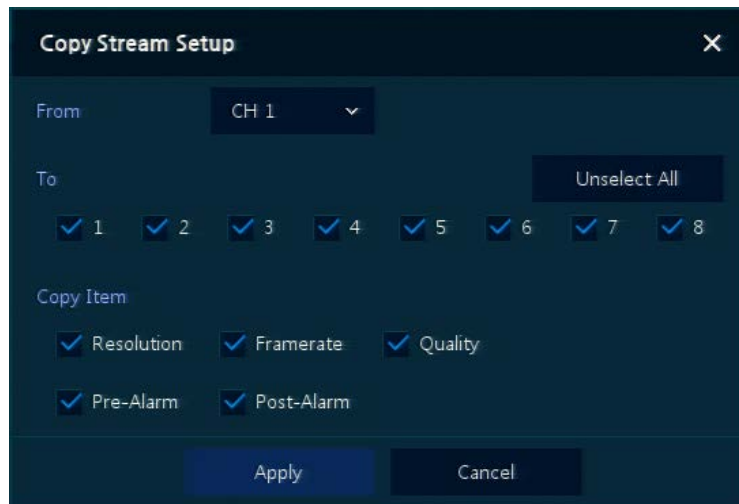 Copy Stream Setup
From CH 1
To Unselect All
1 2 3 4 5 6 7 8
Copy Item
Resolution Framerate Quality
Pre-Alarm Post-Alarm
Apply Cancel